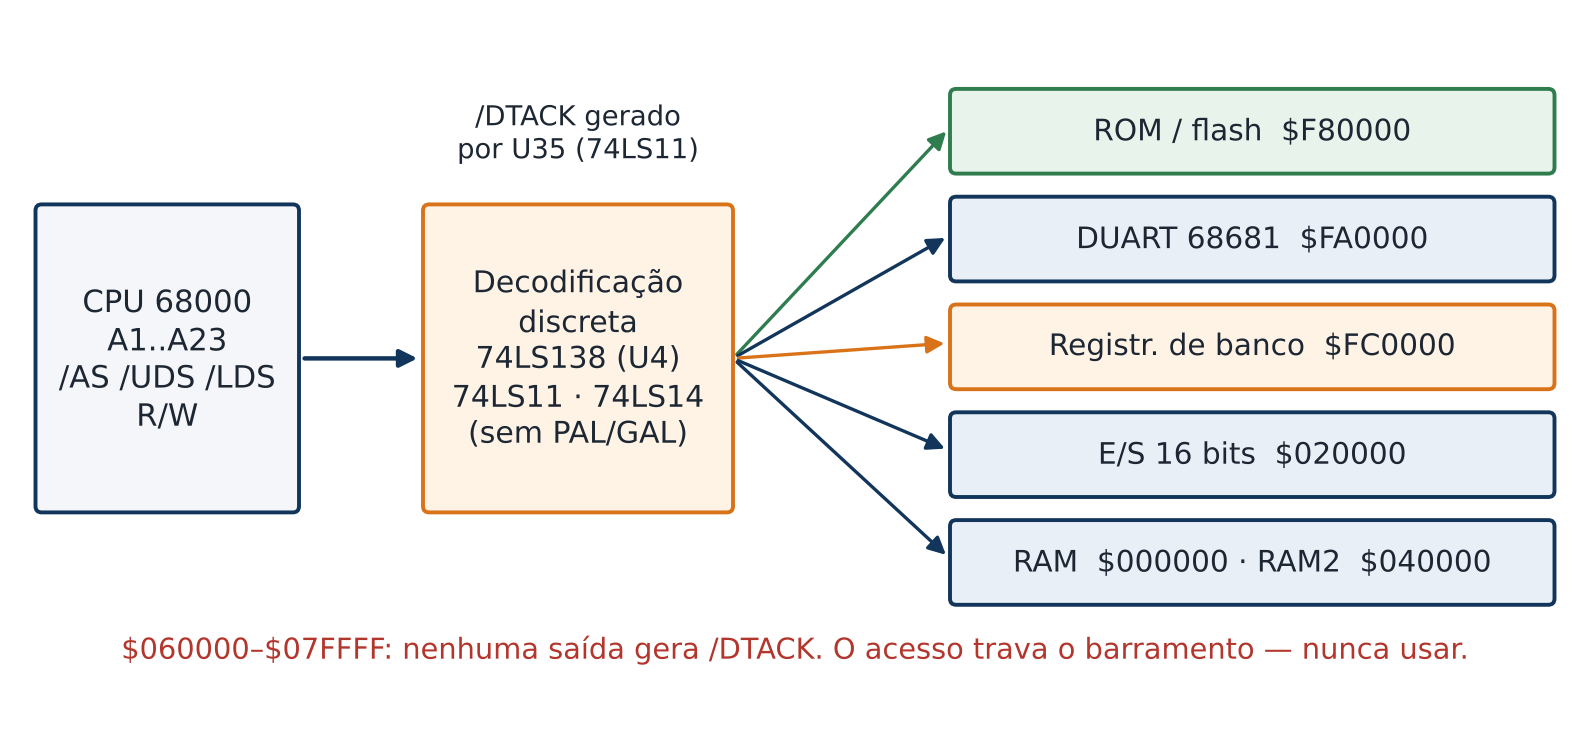 /DTACK gerado
por U35 (74LS11)
CPU 68000
A1..A23
/AS /UDS /LDS
R/W
Decodificação
discreta
74LS138 (U4)
74LS11 · 74LS14
(sem PAL/GAL)
ROM / flash  $F80000
DUART 68681  $FA0000
Registr. de banco  $FC0000
E/S 16 bits  $020000
RAM  $000000 · RAM2  $040000
$060000–$07FFFF: nenhuma saída gera /DTACK. O acesso trava o barramento — nunca usar.